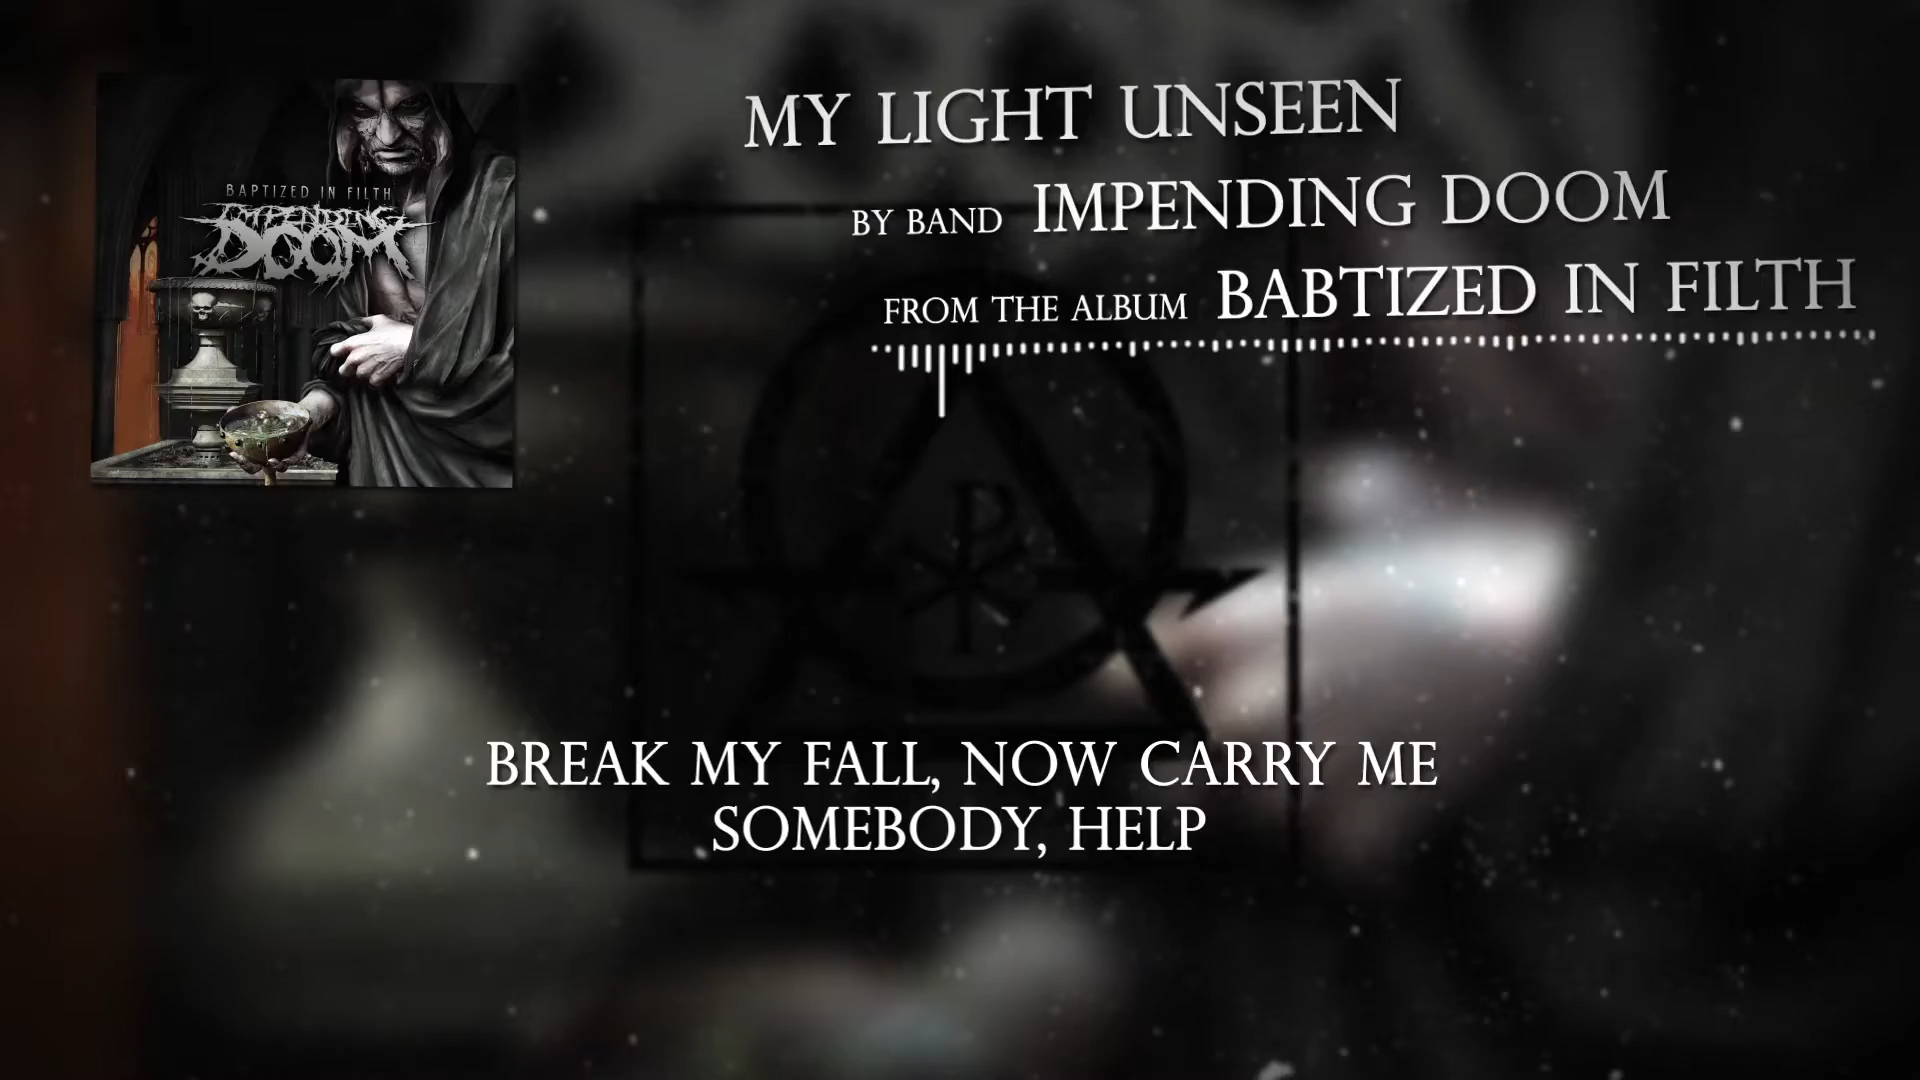 BAPTIZED IN FILTH
IMPENDING
DOOM
MY LIGHT UNSEEN
BY BAND IMPENDING DOOM
FROM THE ALBUM BABTIZED IN FILTH
BREAK MY FALL, NOW CARRY ME
SOMEBODY, HELP